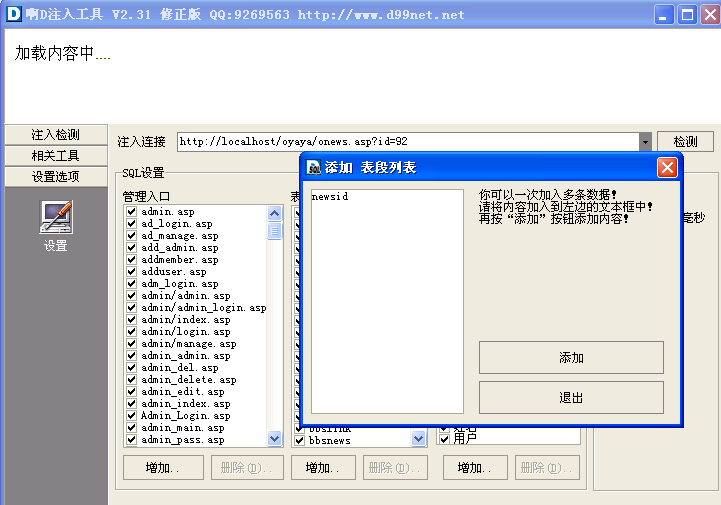 啊D注入工具 V2.31 修正版 QQ:9269563 http://www.d99net.net
加载内容中....
注入检测
相关工具
设置选项
设置
注入连接 http://localhost/oyaya/onews.asp?id=92 检测
SQL设置
管理入口
admin.asp
ad_login.asp
ad_manage.asp
add_admin.asp
addmember.asp
adduser.asp
adm_login.asp
admin/admin.asp
admin/admin_login.asp
admin/index.asp
admin/login.asp
admin/manage.asp
admin_admin.asp
admin_del.asp
admin_delete.asp
admin_edit.asp
admin_index.asp
Admin_Login.asp
admin_main.asp
admin_pass.asp
增加.. 删除(D)..
表
bbslink
bbsnews
增加.. 删除(D)..
姓名
用户
增加.. 删除(D)..
毫秒
添加 表段列表
newsid
你可以一次加入多条数据!
请将内容加入到左边的文本框中!
再按“添加”按钮添加内容!
添加
退出